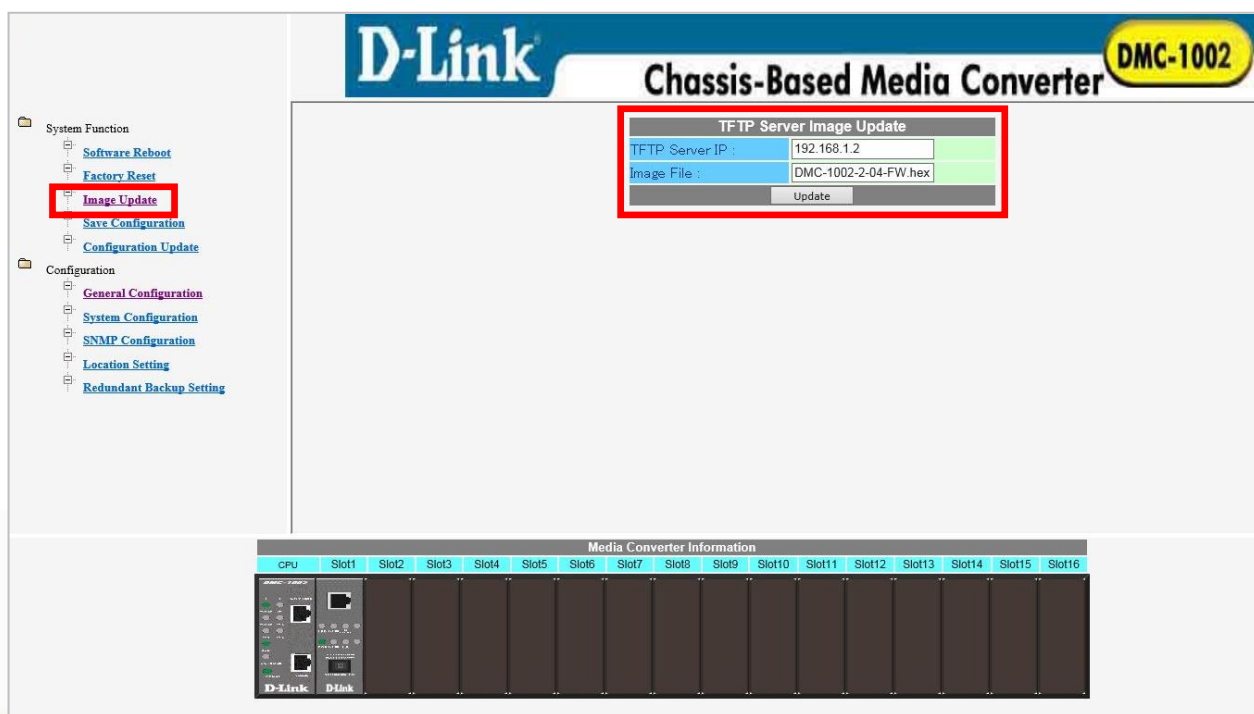 D-Link
Chassis-Based Media Converter
DMC-1002
System Function
Software Reboot
Factory Reset
Image Update
Save Configuration
Configuration Update
Configuration
General Configuration
System Configuration
SNMP Configuration
Location Setting
Redundant Backup Setting
TFTP Server Image Update
TFTP Server IP : 192.168.1.2
Image File : DMC-1002-2-04-FW.hex
Update
Media Converter Information
CPU Slot1 Slot2 Slot3 Slot4 Slot5 Slot6 Slot7 Slot8 Slot9 Slot10 Slot11 Slot12 Slot13 Slot14 Slot15 Slot16
DMC-1002
D-Link D-Link